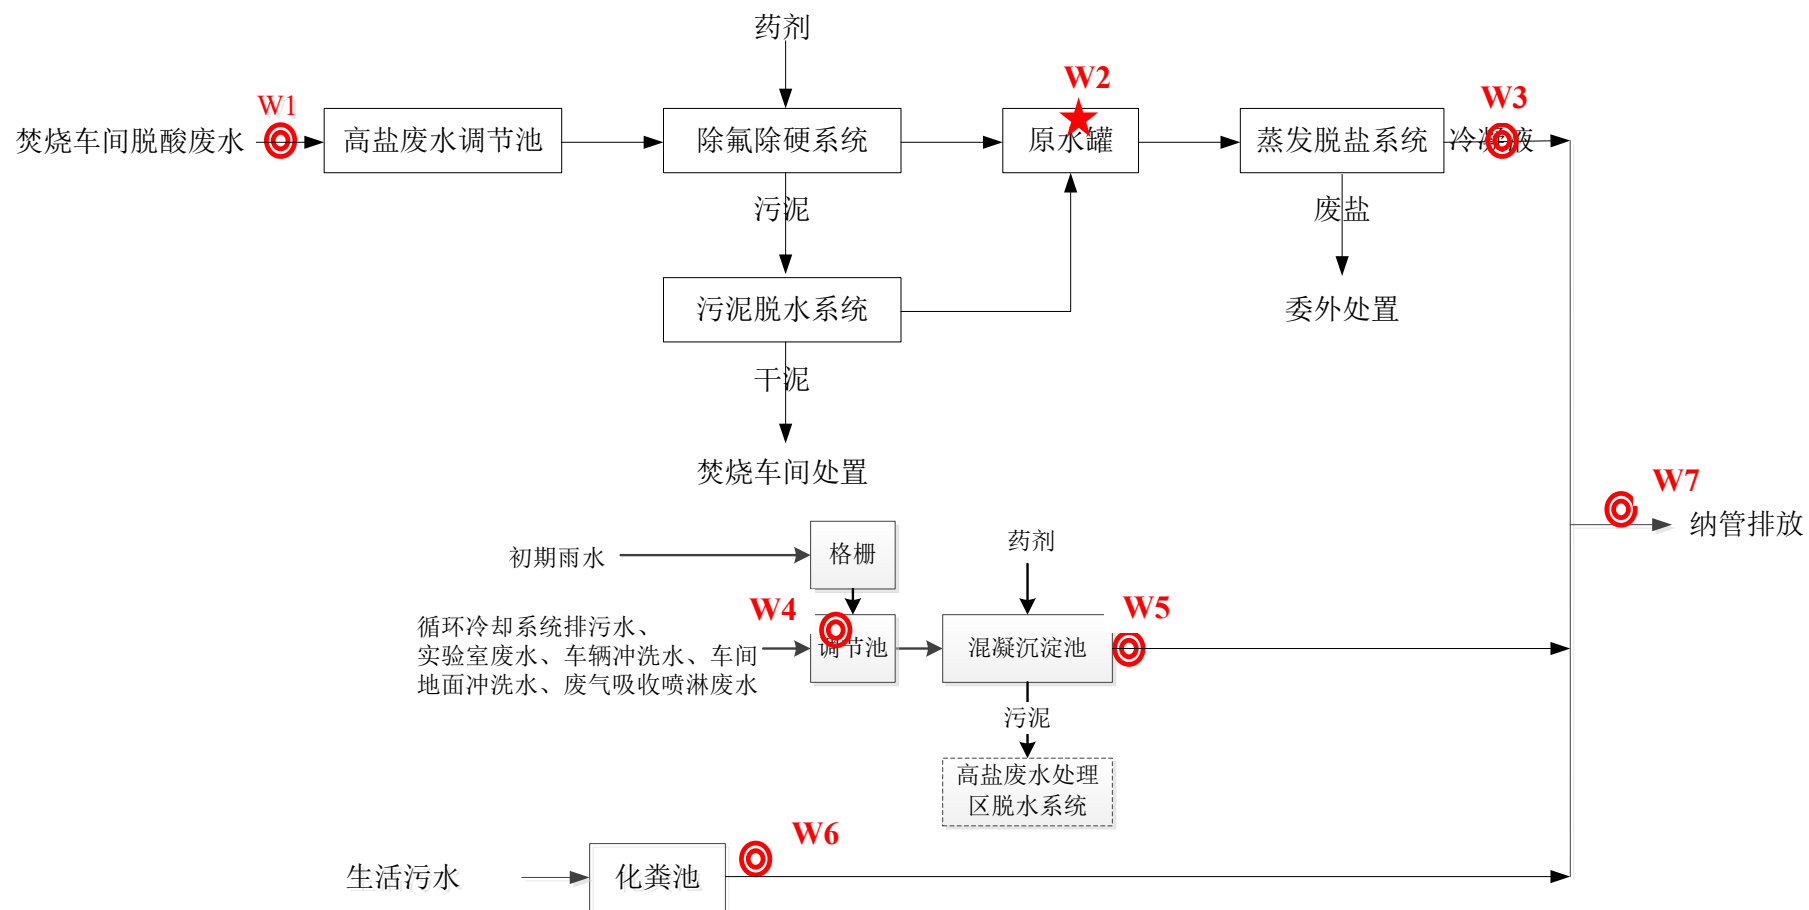 药剂
W1
W2
W3
焚烧车间脱酸废水
高盐废水调节池
除氟除硬系统
原水罐
蒸发脱盐系统
冷凝液
污泥
废盐
污泥脱水系统
委外处置
干泥
焚烧车间处置
W7
纳管排放
初期雨水
格栅
药剂
W4
W5
循环冷却系统排污水、
实验室废水、车辆冲洗水、车间
地面冲洗水、废气吸收喷淋废水
调节池
混凝沉淀池
污泥
高盐废水处理
区脱水系统
W6
生活污水
化粪池